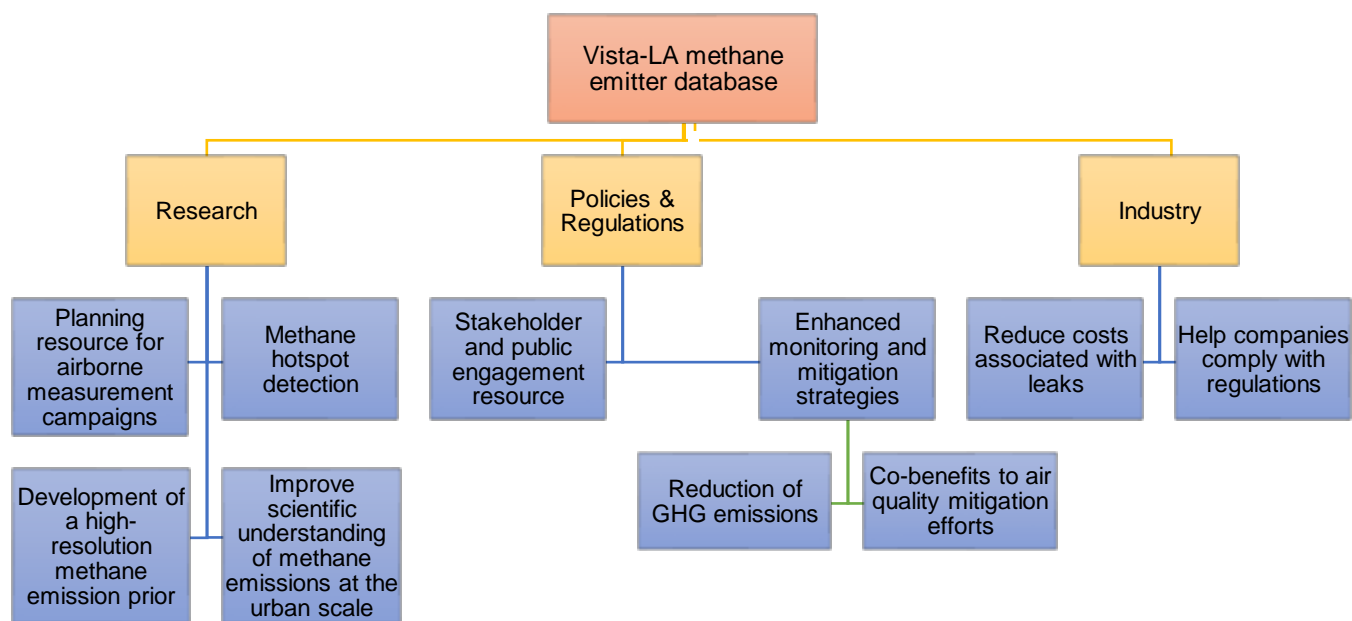 Vista-LA methane
emitter database
Research
Policies &
Regulations
Industry
Planning
resource for
airborne
measurement
campaigns
Methane
hotspot
detection
Stakeholder
and public
engagement
resource
Enhanced
monitoring and
mitigation
strategies
Reduce costs
associated with
leaks
Help companies
comply with
regulations
Development of
a high-
resolution
methane
emission prior
Improve
scientific
understanding
of methane
emissions at the
urban scale
Reduction of
GHG emissions
Co-benefits to air
quality mitigation
efforts